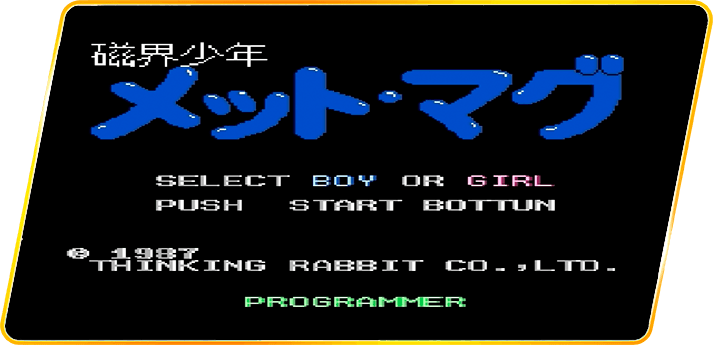 磁界少年
メット・マグ
SELECT BOY OR GIRL
PUSH START BOTTUN
© 1987
THINKING RABBIT CO.,LTD.
PROGRAMMER